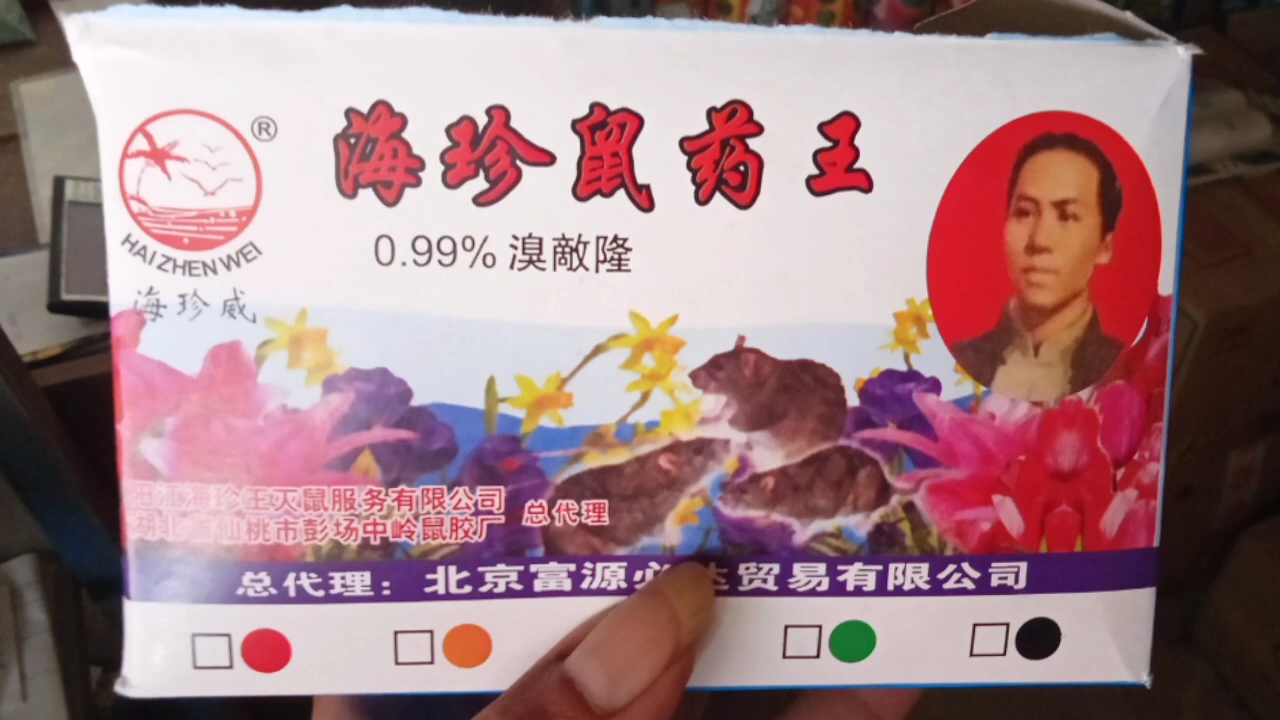 海珍鼠药王
®
HAI ZHEN WEI
海珍威
0.99% 溴敵隆
阳江海珍王灭鼠服务有限公司
湖北省仙桃市彭场中岭鼠胶厂
总代理
总代理：北京富源必达贸易有限公司